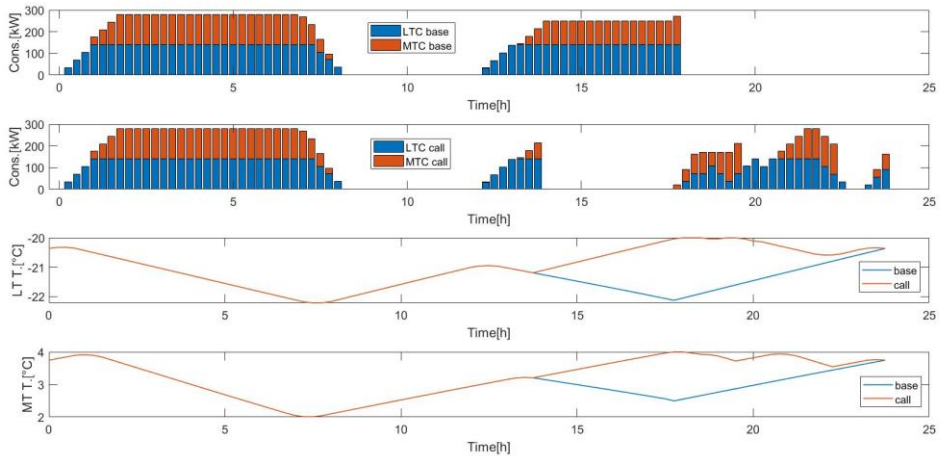 Cons.[kW]
300
200
100
0
LTC base
MTC base
0 5 10 15 20 25
Time[h]
Cons.[kW]
300
200
100
0
LTC call
MTC call
0 5 10 15 20 25
Time[h]
LT T.[°C]
-20
-21
-22
base
call
0 5 10 15 20 25
Time[h]
MT T.[°C]
4
3
2
base
call
0 5 10 15 20 25
Time[h]